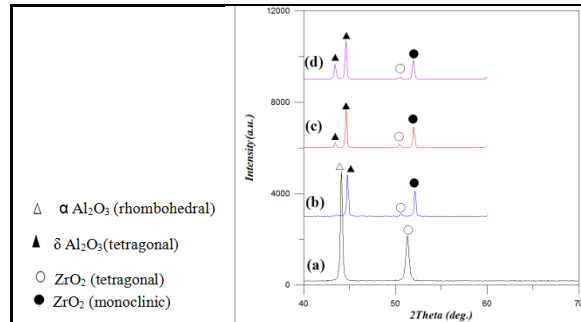 12000
8000
4000
0
Intensity(a.u.)
(d)
(c)
(b)
(a)
40 50 60 70
2Theta (deg.)
α Al2O3 (rhombohedral)
δ Al2O3(tetragonal)
ZrO2 (tetragonal)
ZrO2 (monoclinic)